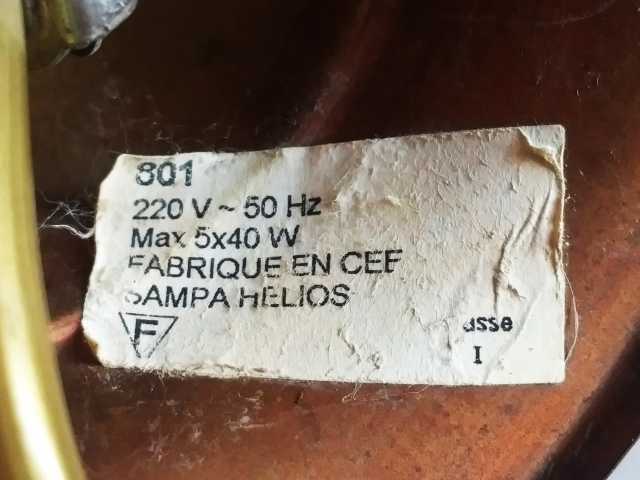 801
220 V ~ 50 Hz
Max 5x40 W
FABRIQUE EN CEE
SAMPA HELIOS
F
asse
I